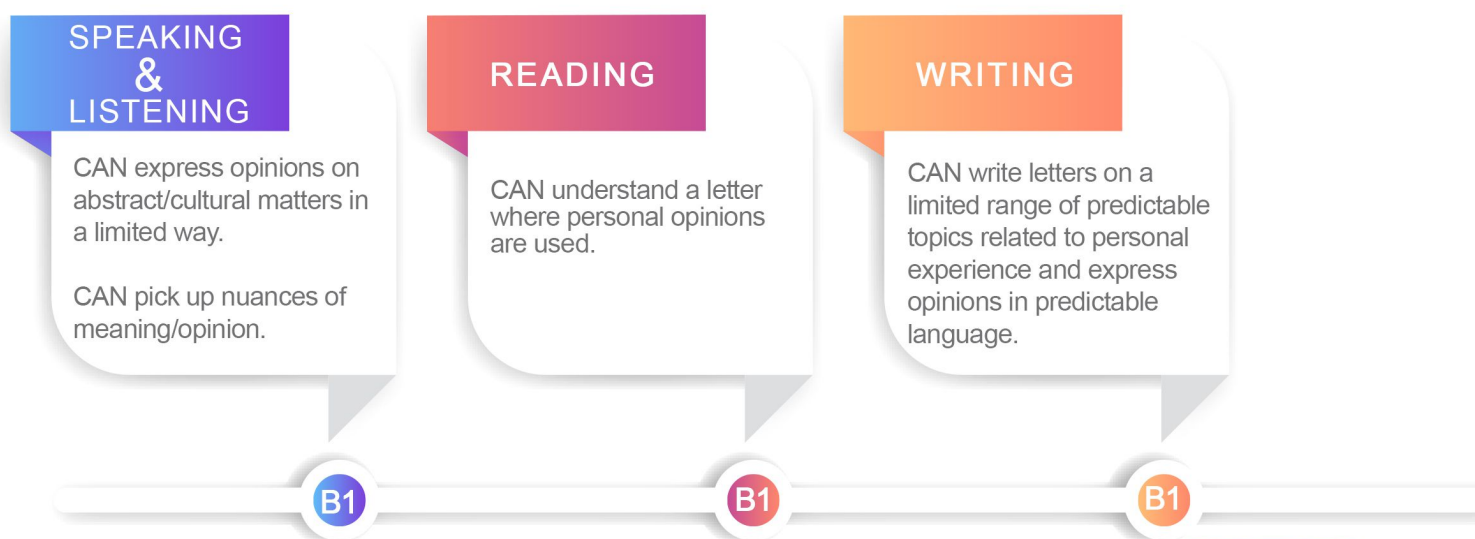 SPEAKING
&
LISTENING
CAN express opinions on
abstract/cultural matters in
a limited way.
CAN pick up nuances of
meaning/opinion.
B1
READING
CAN understand a letter
where personal opinions
are used.
B1
WRITING
CAN write letters on a
limited range of predictable
topics related to personal
experience and express
opinions in predictable
language.
B1